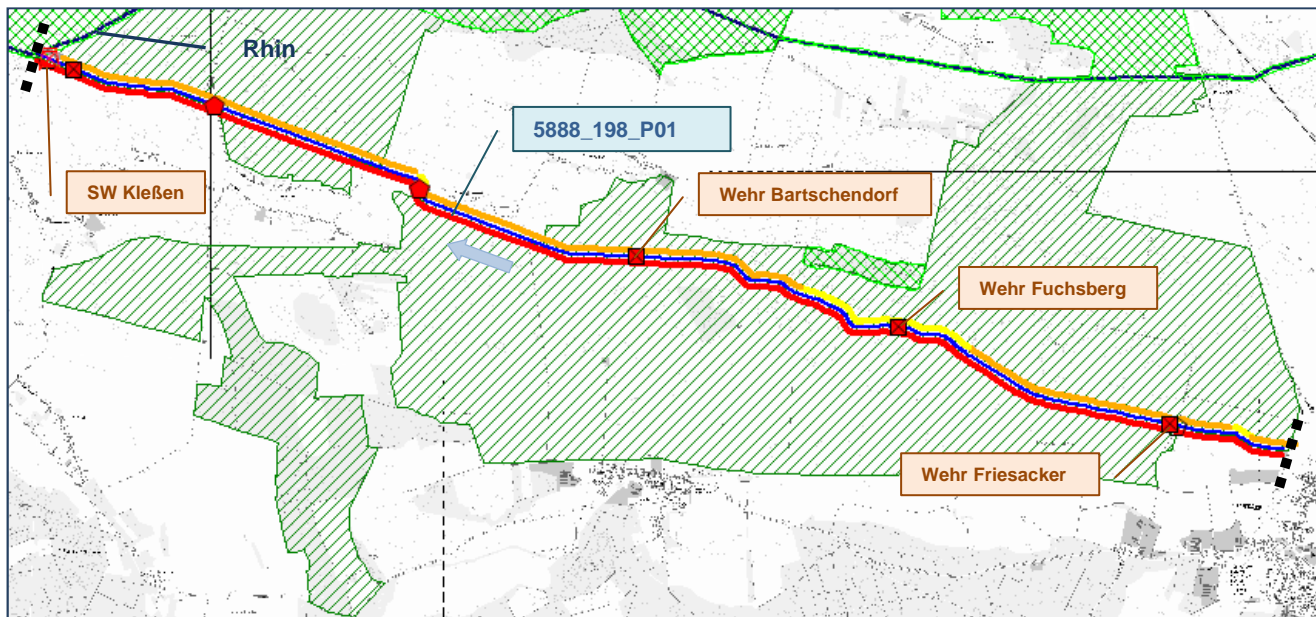 Rhin
5888_198_P01
SW Kleßen
Wehr Bartschendorf
Wehr Fuchsberg
Wehr Friesacker